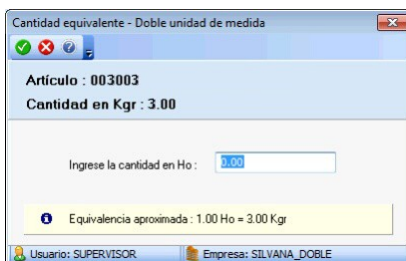 Cantidad equivalente - Doble unidad de medida
Artículo : 003003
Cantidad en Kgr : 3.00
Ingrese la cantidad en Ho :
0.00
Equivalencia aproximada : 1.00 Ho = 3.00 Kgr
Usuario: SUPERVISOR
Empresa: SILVANA_DOBLE